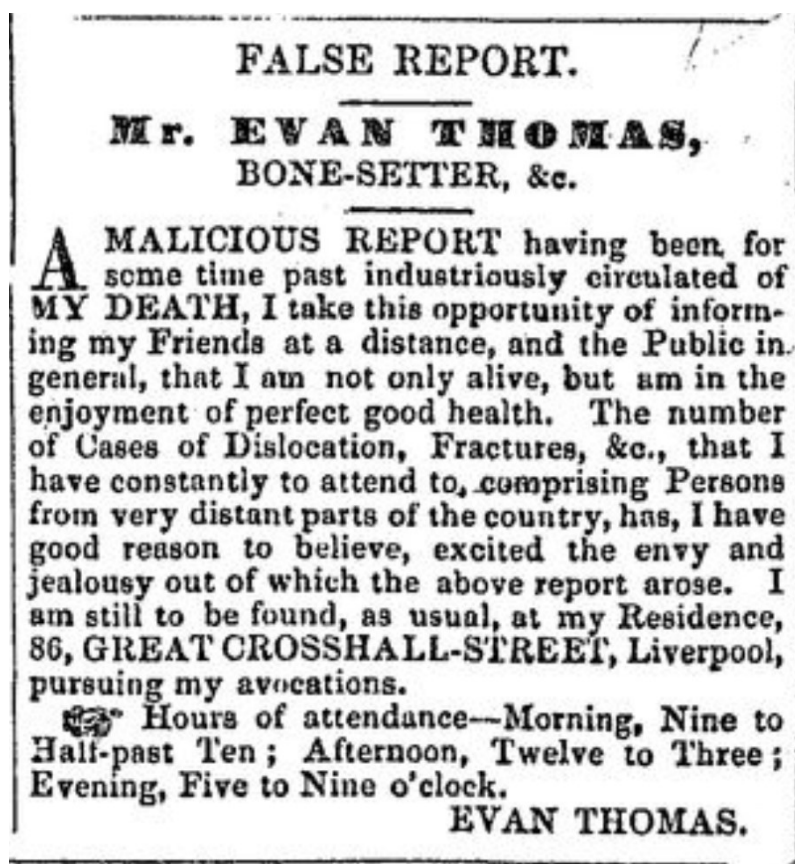 FALSE REPORT.
Mr. EVAN THOMAS,
BONE-SETTER, &c.
A MALICIOUS REPORT having been, for
some time past industriously circulated of
MY DEATH, I take this opportunity of inform-
ing my Friends at a distance, and the Public in
general, that I am not only alive, but am in the
enjoyment of perfect good health. The number
of Cases of Dislocation, Fractures, &c., that I
have constantly to attend to, comprising Persons
from very distant parts of the country, has, I have
good reason to believe, excited the envy and
jealousy out of which the above report arose. I
am still to be found, as usual, at my Residence,
86, GREAT CROSSHALL-STREET, Liverpool,
pursuing my avocations.
☞ Hours of attendance—Morning, Nine to
Half-past Ten; Afternoon, Twelve to Three;
Evening, Five to Nine o'clock.
EVAN THOMAS.